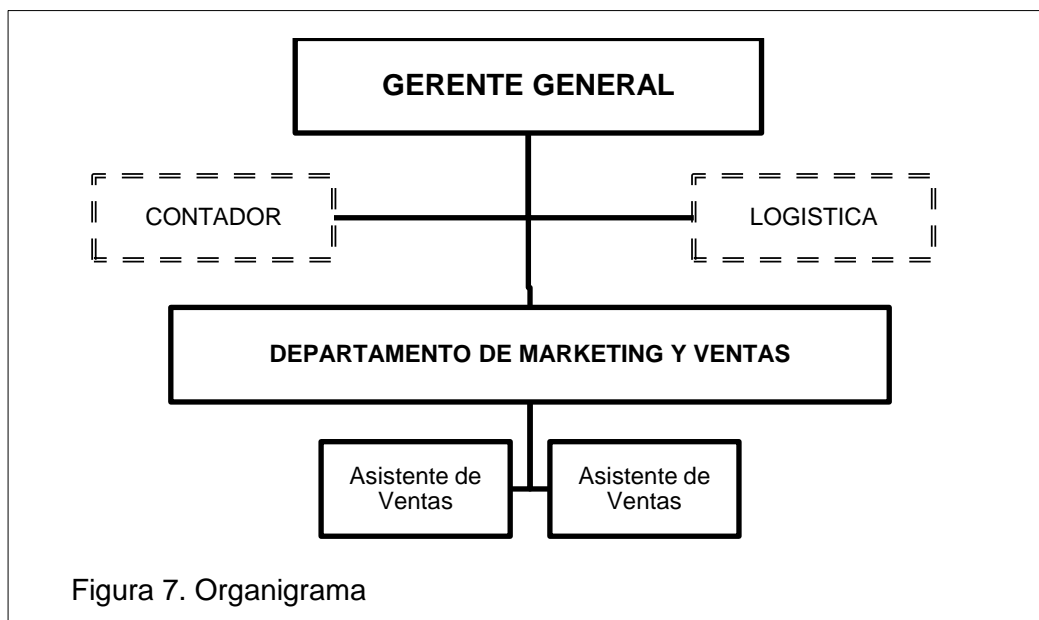 GERENTE GENERAL
CONTADOR
LOGISTICA
DEPARTAMENTO DE MARKETING Y VENTAS
Asistente de
Ventas
Asistente de
Ventas
Figura 7. Organigrama